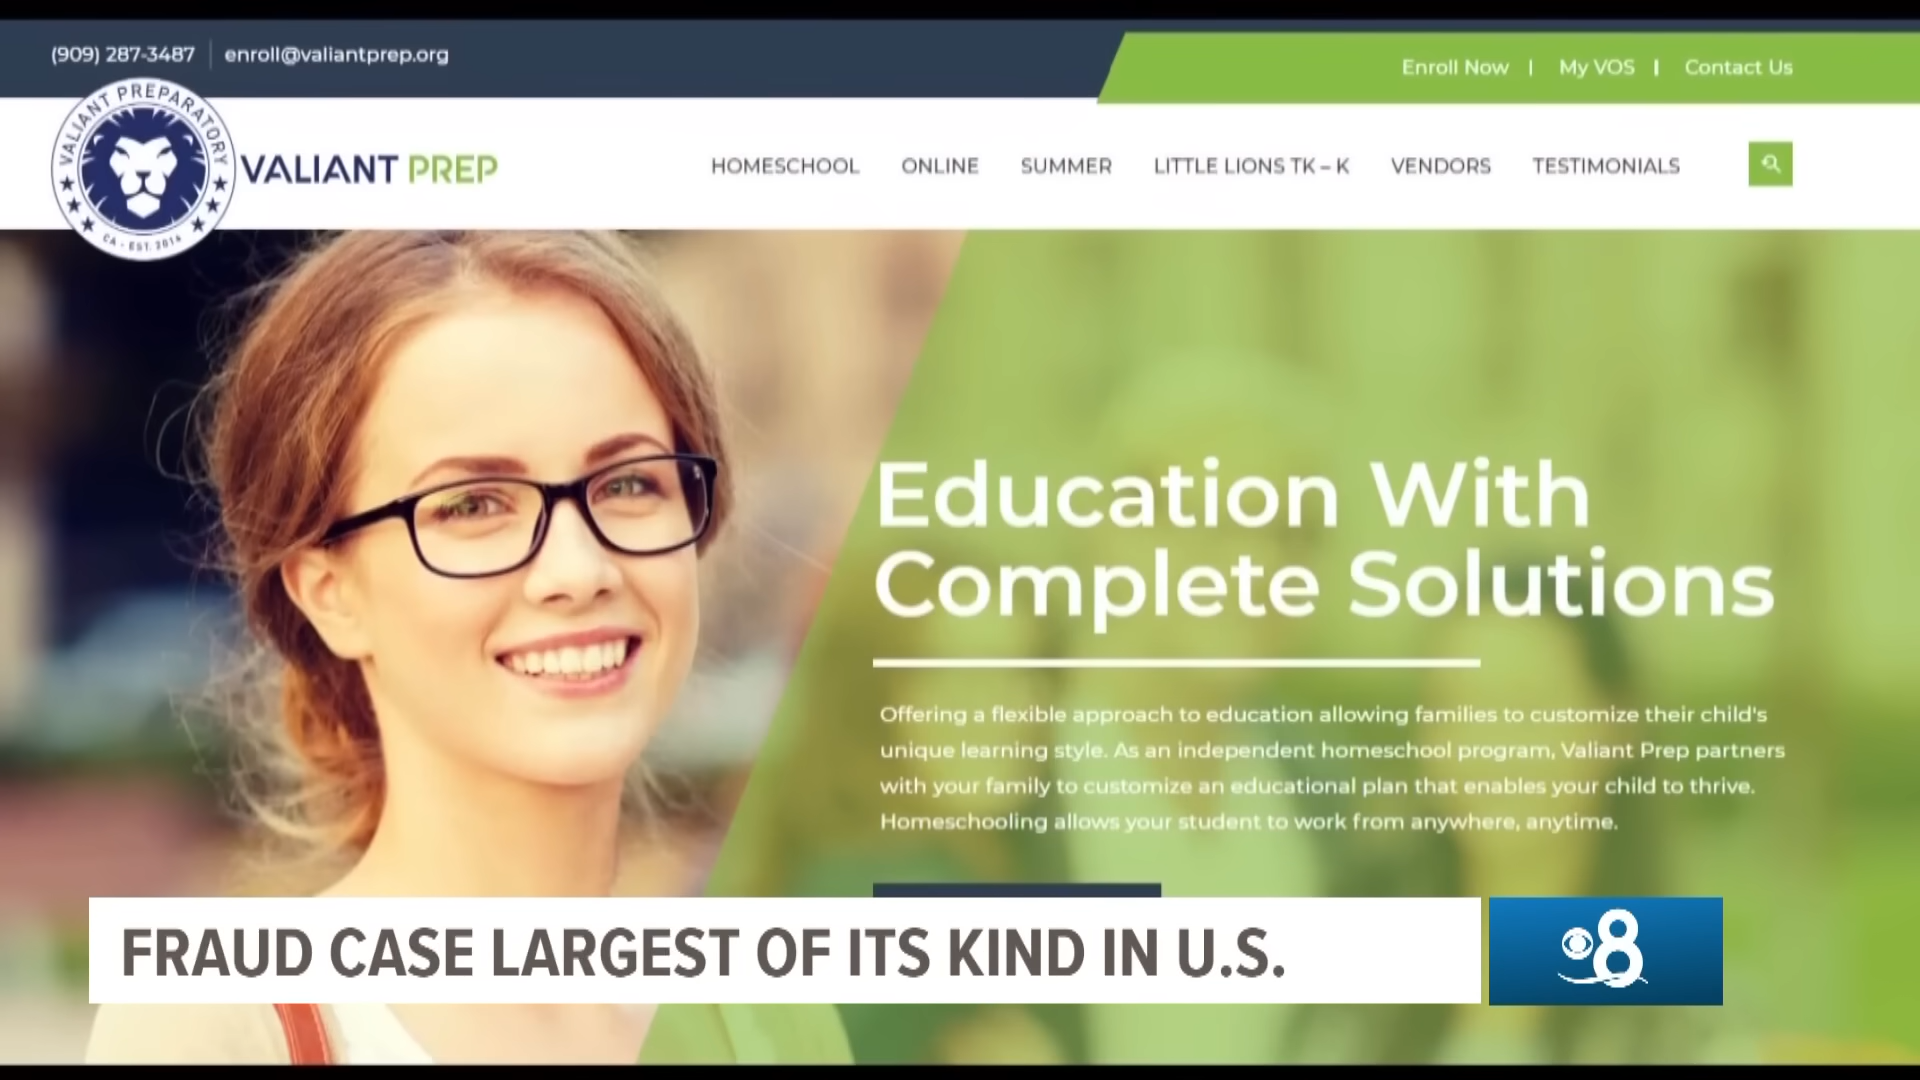 (909) 287-3487 enroll@valiantprep.org
Enroll Now | My VOS | Contact Us
VALIANT PREPARATORY
CA - EST. 2014
VALIANT PREP
HOMESCHOOL ONLINE SUMMER LITTLE LIONS TK – K VENDORS TESTIMONIALS
Education With
Complete Solutions
Offering a flexible approach to education allowing families to customize their child's
unique learning style. As an independent homeschool program, Valiant Prep partners
with your family to customize an educational plan that enables your child to thrive.
Homeschooling allows your student to work from anywhere, anytime.
FRAUD CASE LARGEST OF ITS KIND IN U.S.
8